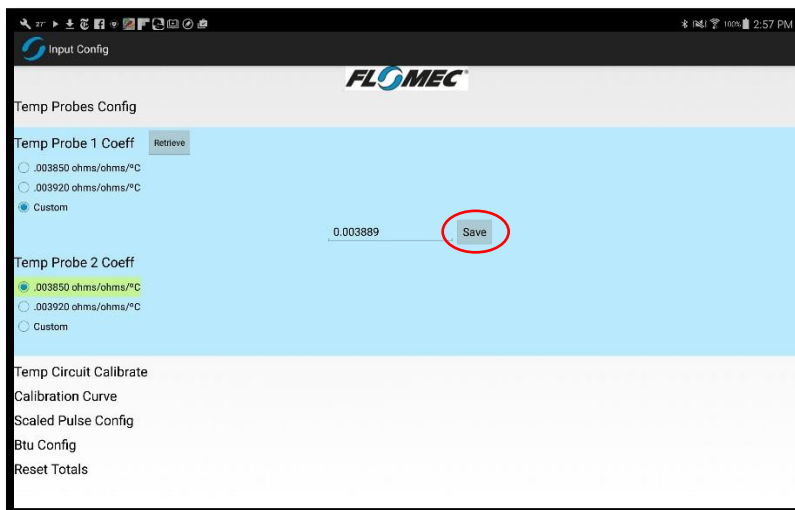 27° 100% 2:57 PM
Input Config
FLOMEC
Temp Probes Config
Temp Probe 1 Coeff Retrieve
.003850 ohms/ohms/ºC
.003920 ohms/ohms/ºC
Custom
0.003889 Save
Temp Probe 2 Coeff
.003850 ohms/ohms/ºC
.003920 ohms/ohms/ºC
Custom
Temp Circuit Calibrate
Calibration Curve
Scaled Pulse Config
Btu Config
Reset Totals